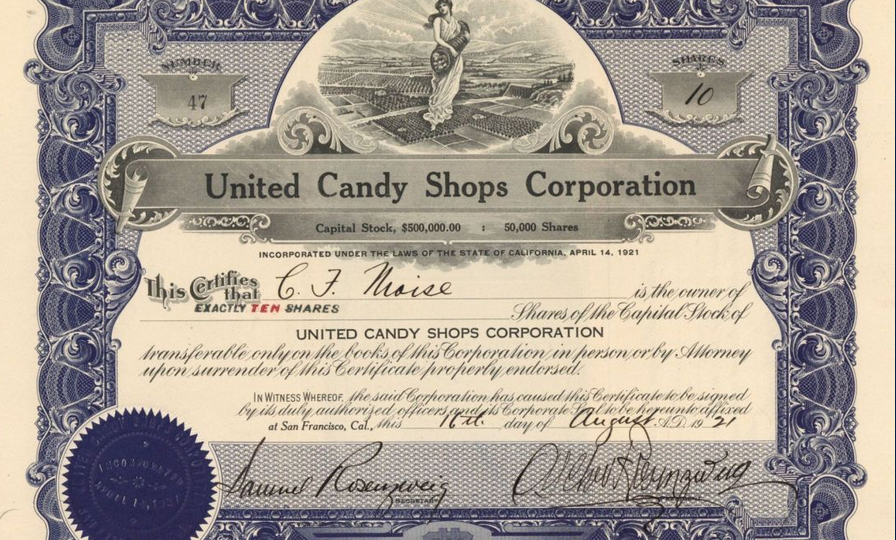 NUMBER
47
SHARES
10
United Candy Shops Corporation
Capital Stock, $500,000.00 : 50,000 Shares
INCORPORATED UNDER THE LAWS OF THE STATE OF CALIFORNIA, APRIL 14, 1921
This Certifies that C. F. Moise is the owner of
EXACTLY TEN SHARES Shares of the Capital Stock of
UNITED CANDY SHOPS CORPORATION
transferable only on the books of this Corporation in person or by Attorney
upon surrender of this Certificate properly endorsed.
IN WITNESS WHEREOF, the said Corporation has caused this Certificate to be signed
by its duly authorized officers and its Corporate Seal to be hereunto affixed
at San Francisco, Cal., this 16th day of August A.D. 1921
Samuel Rosenzweig
SECRETARY
INCORPORATED